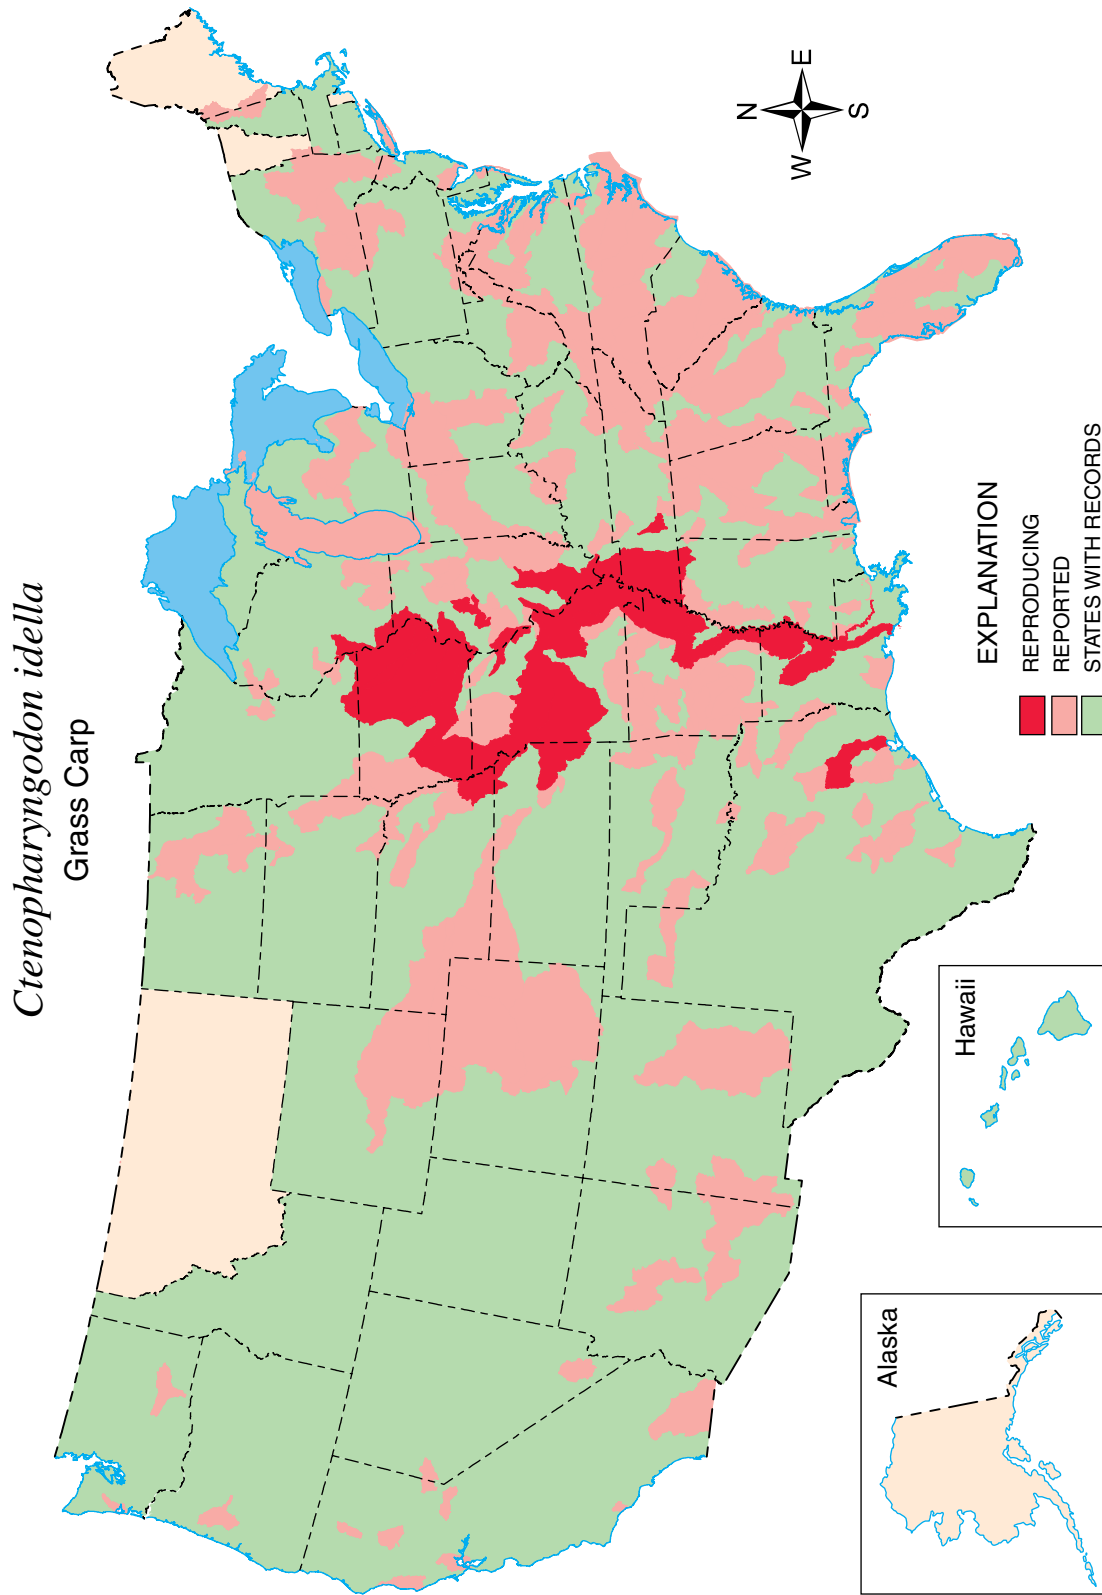 Ctenopharyngodon idella
Grass Carp
N
W
E
S
EXPLANATION
REPRODUCING
REPORTED
STATES WITH RECORDS
Alaska
Hawaii